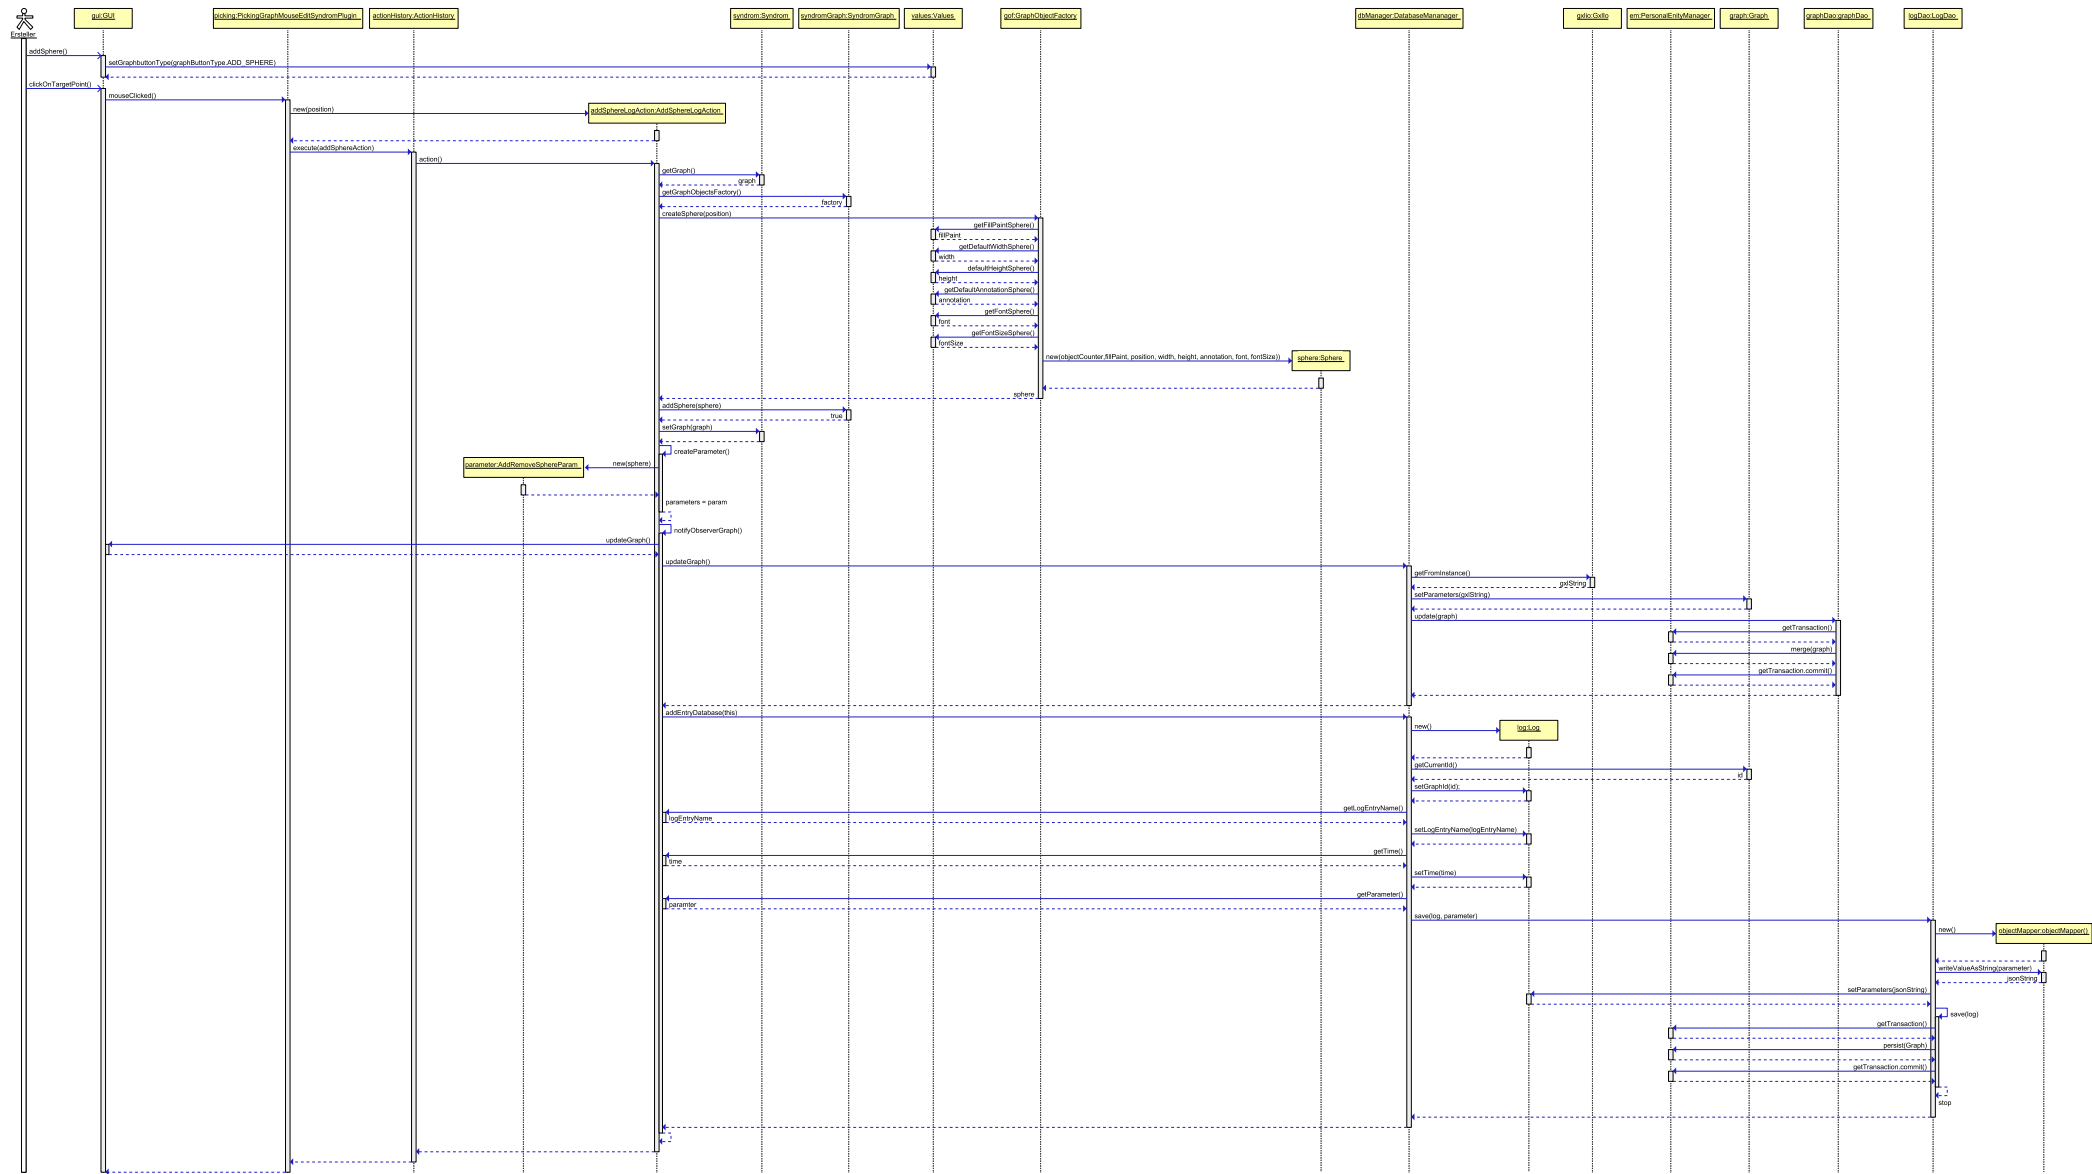 gui:GUI
picking:PickingGraphMouseEditSyndromPlugin
actionHistory:ActionHistory
syndrom:Syndrom
syndromGraph:SyndromGraph
values:Values
gof:GraphObjectFactory
dbManager:DatabaseMananager
gxlio:GxlIo
em:PersonalEnityManager
graph:Graph
graphDao:graphDao
logDao:LogDao
Ersteller
addSphere()
setGraphbuttonType(graphButtonType.ADD_SPHERE)
clickOnTargetPoint()
mouseClicked()
new(position)
addSphereLogAction:AddSphereLogAction
execute(addSphereAction)
action()
getGraph()
graph
getGraphObjectsFactory()
factory
createSphere(position)
getFillPaintSphere()
fillPaint
getDefaultWidthSphere()
width
defaultHeightSphere()
height
getDefaultAnnotationSphere()
annotation
getFontSphere()
font
getFontSizeSphere()
fontSize
new(objectCounter,fillPaint, position, width, height, annotation, font, fontSize))
sphere:Sphere
sphere
addSphere(sphere)
true
setGraph(graph)
createParameter()
parameter:AddRemoveSphereParam
new(sphere)
parameters = param
notifyObserverGraph()
updateGraph()
updateGraph()
getFromInstance()
gxlString
setParameters(gxlString)
update(graph)
getTransaction()
merge(graph)
getTransaction.commit()
addEntryDatabase(this)
new()
log:Log
getCurrentId()
id
setGraphId(id);
getLogEntryName()
logEntryName
setLogEntryName(logEntryName)
getTime()
time
setTime(time)
getParameter()
paramter
save(log, parameter)
new()
objectMapper:objectMapper()
writeValueAsString(parameter)
jsonString
setParameters(jsonString)
save(log)
getTransaction()
persist(Graph)
getTransaction.commit()
stop